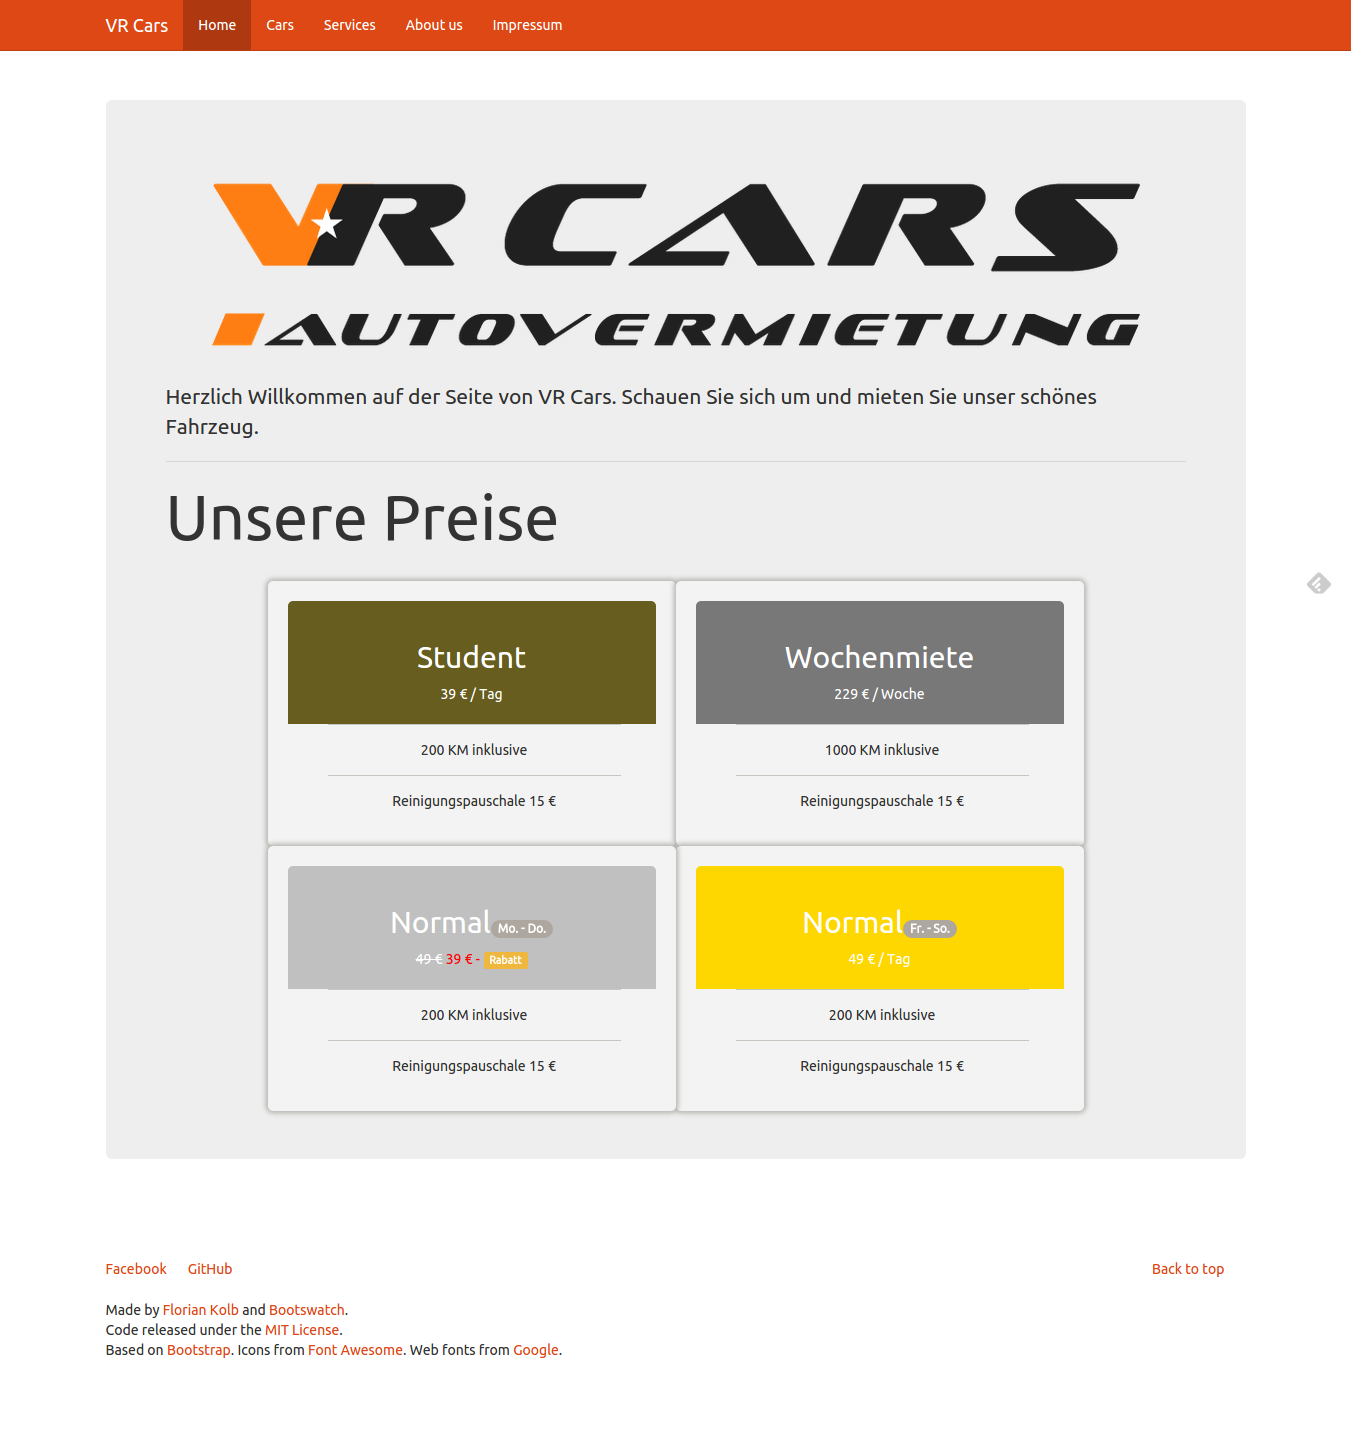 VR Cars Home Cars Services About us Impressum
VR CARS
AUTOVERMIETUNG
Herzlich Willkommen auf der Seite von VR Cars. Schauen Sie sich um und mieten Sie unser schönes
Fahrzeug.
Unsere Preise
Student
39 € / Tag
200 KM inklusive
Reinigungspauschale 15 €
Wochenmiete
229 € / Woche
1000 KM inklusive
Reinigungspauschale 15 €
Normal Mo. - Do.
49 € 39 € - Rabatt
200 KM inklusive
Reinigungspauschale 15 €
Normal Fr. - So.
49 € / Tag
200 KM inklusive
Reinigungspauschale 15 €
Facebook GitHub Back to top
Made by Florian Kolb and Bootswatch.
Code released under the MIT License.
Based on Bootstrap. Icons from Font Awesome. Web fonts from Google.